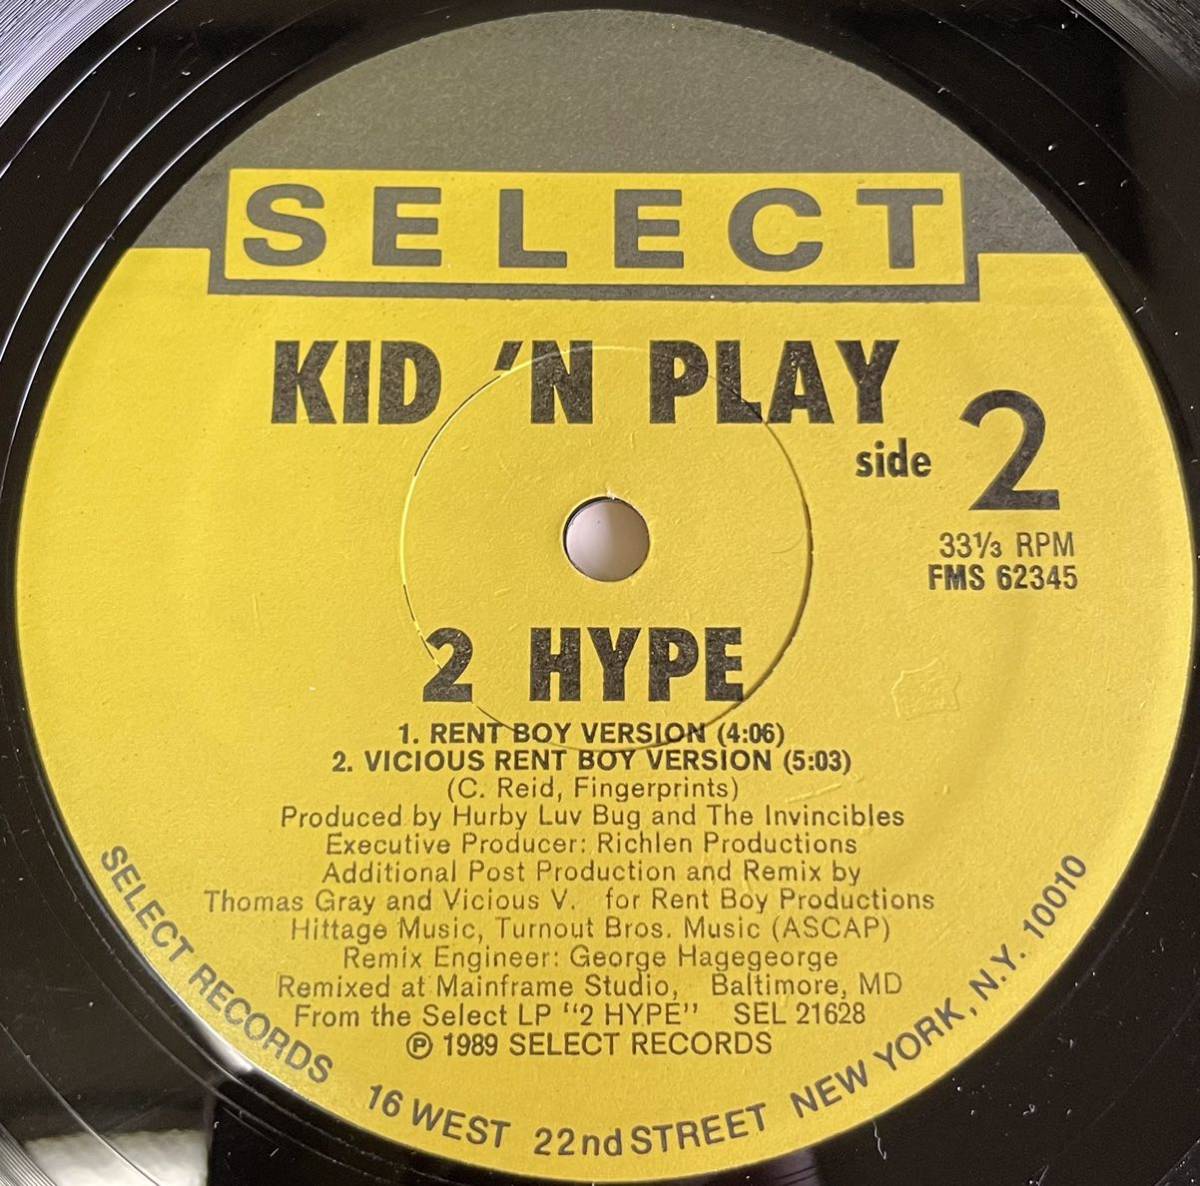 SELECT
KID 'N PLAY
side 2
33⅓ RPM
FMS 62345
2 HYPE
1. RENT BOY VERSION (4:06)
2. VICIOUS RENT BOY VERSION (5:03)
(C. Reid, Fingerprints)
Produced by Hurby Luv Bug and The Invincibles
Executive Producer: Richlen Productions
Additional Post Production and Remix by
Thomas Gray and Vicious V. for Rent Boy Productions
Hittage Music, Turnout Bros. Music (ASCAP)
Remix Engineer: George Hagegeorge
Remixed at Mainframe Studio, Baltimore, MD
From the Select LP "2 HYPE" SEL 21628
℗ 1989 SELECT RECORDS
SELECT RECORDS 16 WEST 22nd STREET NEW YORK, N.Y. 10010